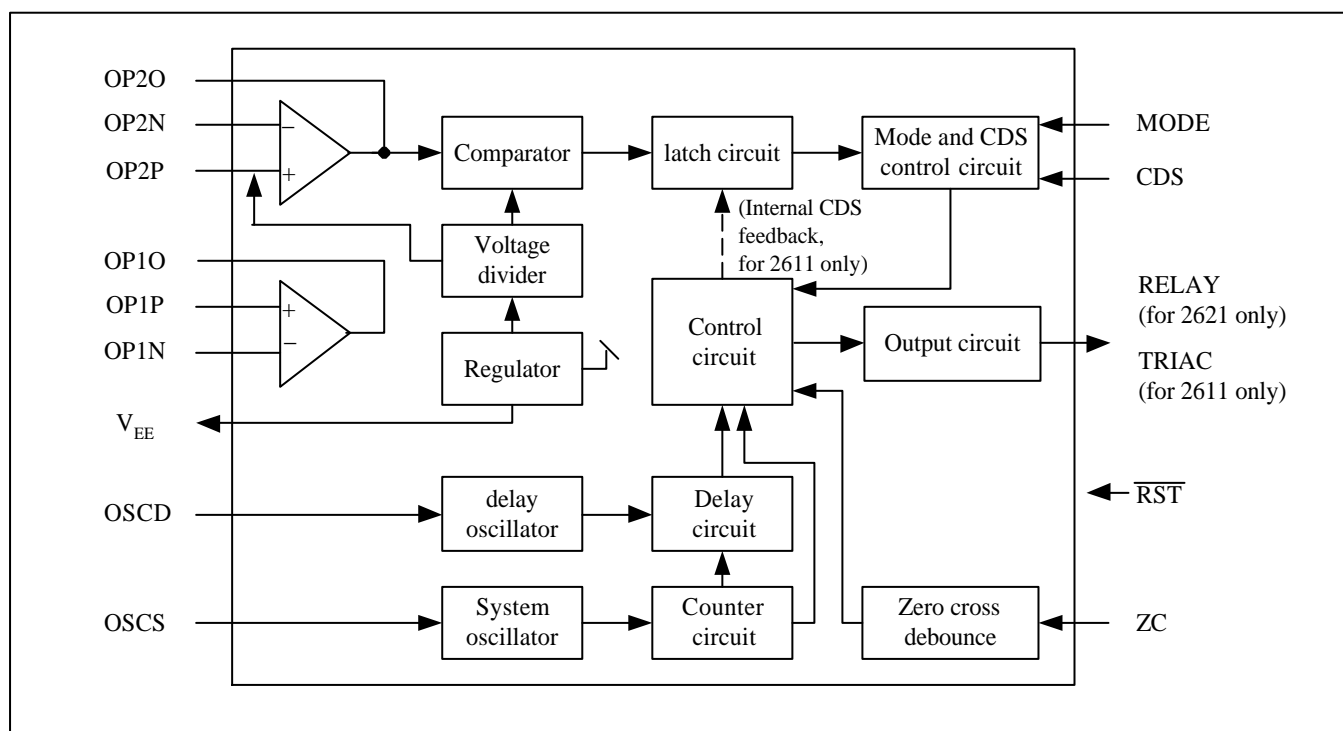 OP2O
OP2N
OP2P
OP1O
OP1P
OP1N
VEE
OSCD
OSCS
−
+
+
−
Comparator
Voltage
divider
Regulator
delay
oscillator
System
oscillator
latch circuit
(Internal CDS
feedback,
for 2611 only)
Control
circuit
Delay
circuit
Counter
circuit
Mode and CDS
control circuit
Output circuit
Zero cross
debounce
MODE
CDS
RELAY
(for 2621 only)
TRIAC
(for 2611 only)
RST
ZC